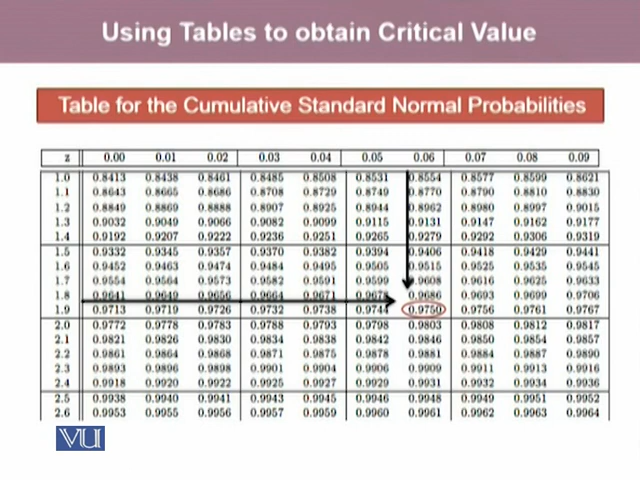 Using Tables to obtain Critical Value
Table for the Cumulative Standard Normal Probabilities
z 0.00 0.01 0.02 0.03 0.04 0.05 0.06 0.07 0.08 0.09
1.0 0.8413 0.8438 0.8461 0.8485 0.8508 0.8531 0.8554 0.8577 0.8599 0.8621
1.1 0.8643 0.8665 0.8686 0.8708 0.8729 0.8749 0.8770 0.8790 0.8810 0.8830
1.2 0.8849 0.8869 0.8888 0.8907 0.8925 0.8944 0.8962 0.8980 0.8997 0.9015
1.3 0.9032 0.9049 0.9066 0.9082 0.9099 0.9115 0.9131 0.9147 0.9162 0.9177
1.4 0.9192 0.9207 0.9222 0.9236 0.9251 0.9265 0.9279 0.9292 0.9306 0.9319
1.5 0.9332 0.9345 0.9357 0.9370 0.9382 0.9394 0.9406 0.9418 0.9429 0.9441
1.6 0.9452 0.9463 0.9474 0.9484 0.9495 0.9505 0.9515 0.9525 0.9535 0.9545
1.7 0.9554 0.9564 0.9573 0.9582 0.9591 0.9599 0.9608 0.9616 0.9625 0.9633
1.8 0.9641 0.9649 0.9656 0.9664 0.9671 0.9678 0.9686 0.9693 0.9699 0.9706
1.9 0.9713 0.9719 0.9726 0.9732 0.9738 0.9744 0.9750 0.9756 0.9761 0.9767
2.0 0.9772 0.9778 0.9783 0.9788 0.9793 0.9798 0.9803 0.9808 0.9812 0.9817
2.1 0.9821 0.9826 0.9830 0.9834 0.9838 0.9842 0.9846 0.9850 0.9854 0.9857
2.2 0.9861 0.9864 0.9868 0.9871 0.9875 0.9878 0.9881 0.9884 0.9887 0.9890
2.3 0.9893 0.9896 0.9898 0.9901 0.9904 0.9906 0.9909 0.9911 0.9913 0.9916
2.4 0.9918 0.9920 0.9922 0.9925 0.9927 0.9929 0.9931 0.9932 0.9934 0.9936
2.5 0.9938 0.9940 0.9941 0.9943 0.9945 0.9946 0.9948 0.9949 0.9951 0.9952
2.6 0.9953 0.9955 0.9956 0.9957 0.9959 0.9960 0.9961 0.9962 0.9963 0.9964
VU